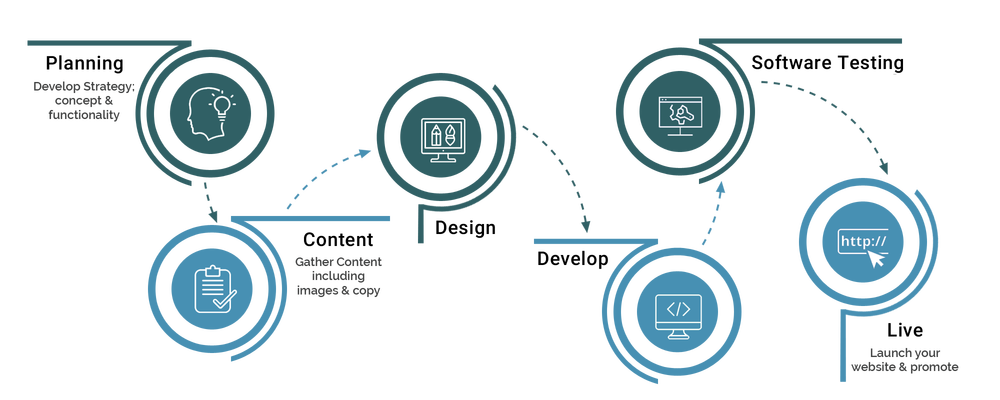 Planning
Develop Strategy;
concept &
functionality
Content
Gather Content
including
images & copy
Design
Develop
</>
Software Testing
http://
Live
Launch your
website & promote